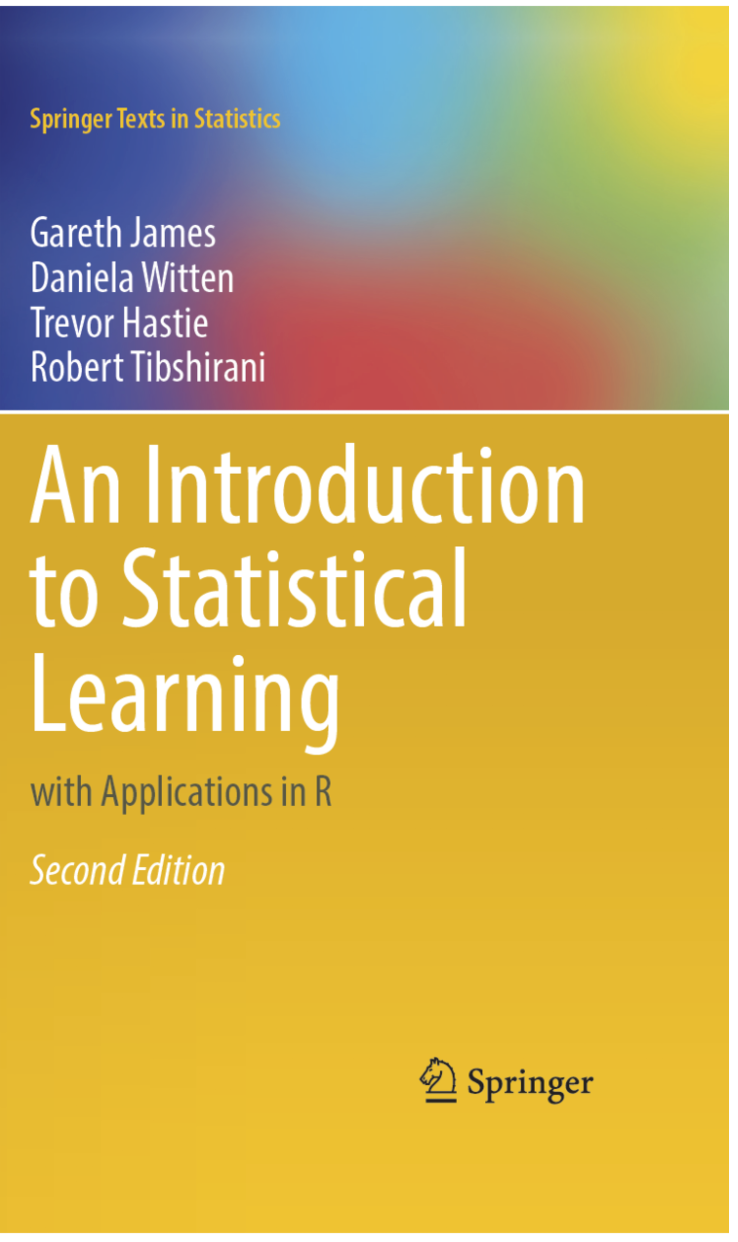 Springer Texts in Statistics
Gareth James
Daniela Witten
Trevor Hastie
Robert Tibshirani
An Introduction
to Statistical
Learning
with Applications in R
Second Edition
Springer